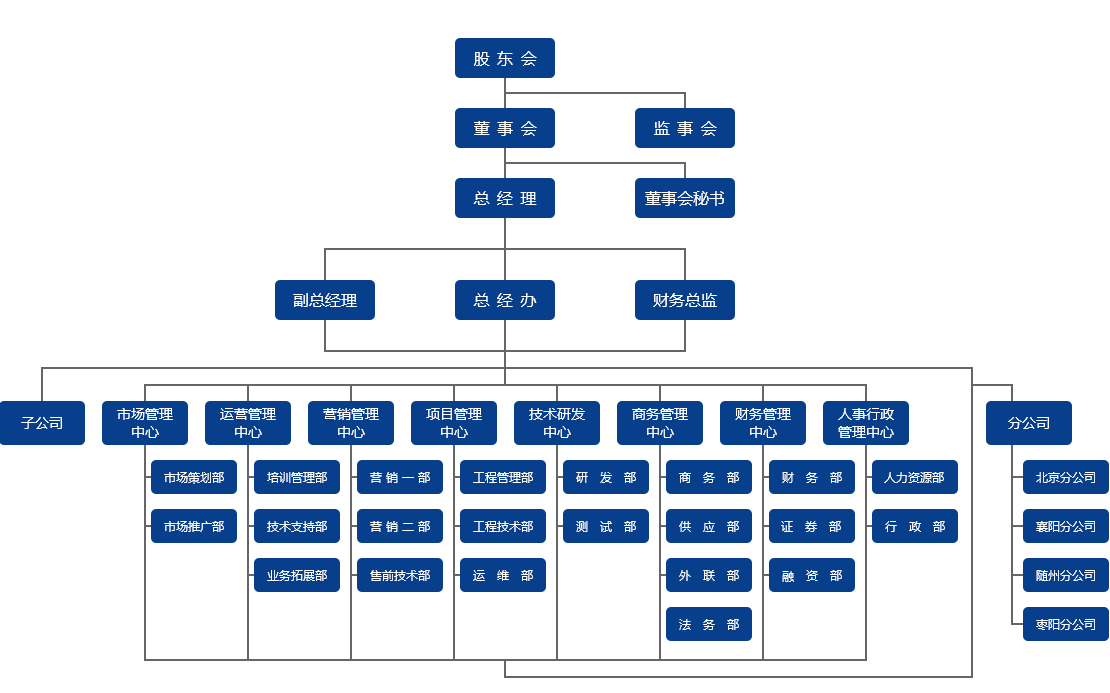 股东会
董事会
监事会
总经理
董事会秘书
副总经理
总经办
财务总监
子公司
市场管理
中心
运营管理
中心
营销管理
中心
项目管理
中心
技术研发
中心
商务管理
中心
财务管理
中心
人事行政
管理中心
分公司
市场策划部
培训管理部
营销一部
工程管理部
研发部
商务部
财务部
人力资源部
北京分公司
市场推广部
技术支持部
营销二部
工程技术部
测试部
供应部
证券部
行政部
襄阳分公司
业务拓展部
售前技术部
运维部
外联部
融资部
随州分公司
法务部
枣阳分公司